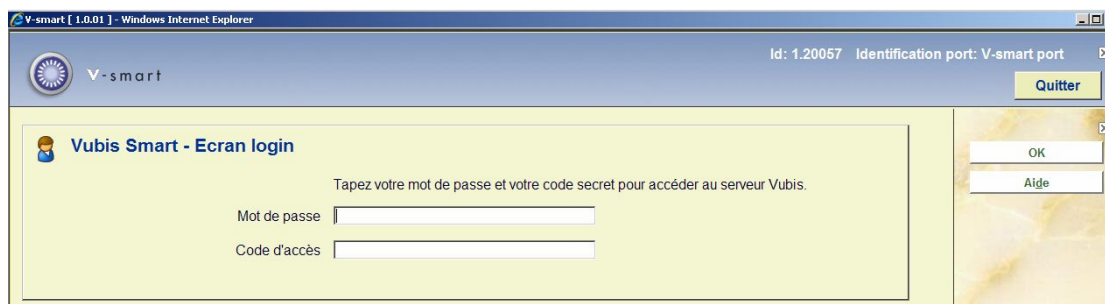 V-smart [ 1.0.01 ] - Windows Internet Explorer
Id: 1.20057 Identification port: V-smart port
V-smart
Quitter
Vubis Smart - Ecran login
OK
Tapez votre mot de passe et votre code secret pour accéder au serveur Vubis.
Aide
Mot de passe
Code d'accès